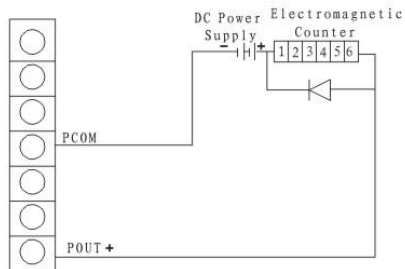 DC Power
Supply
- +
Electromagnetic
Counter
1 2 3 4 5 6
PCOM
POUT +